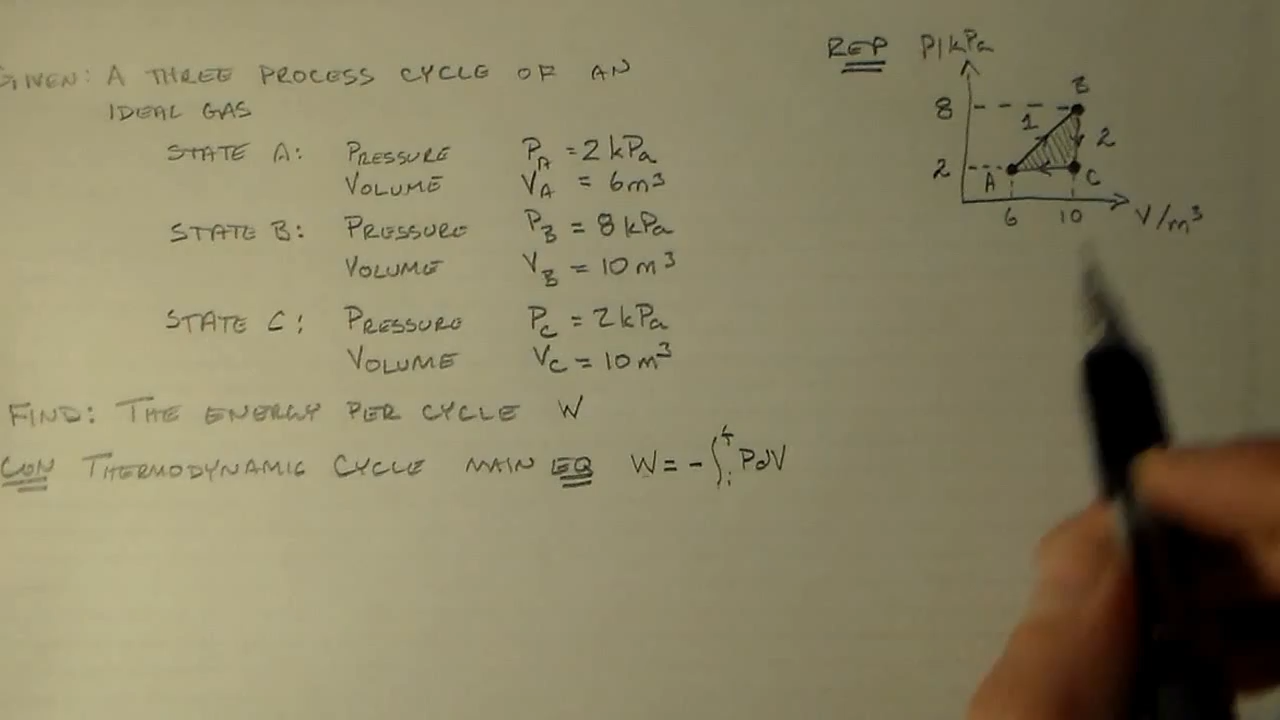 GIVEN: A THREE PROCESS CYCLE OF AN
IDEAL GAS
STATE A: PRESSURE P_A = 2 kPa
VOLUME V_A = 6 m³
STATE B: PRESSURE P_B = 8 kPa
VOLUME V_B = 10 m³
STATE C: PRESSURE P_C = 2 kPa
VOLUME V_C = 10 m³
FIND: THE ENERGY PER CYCLE W
CON THERMODYNAMIC CYCLE MAIN EQ W = -∫_i^f PdV
REP P/kPa
B
8
1
2
2
A
C
6 10 V/m³